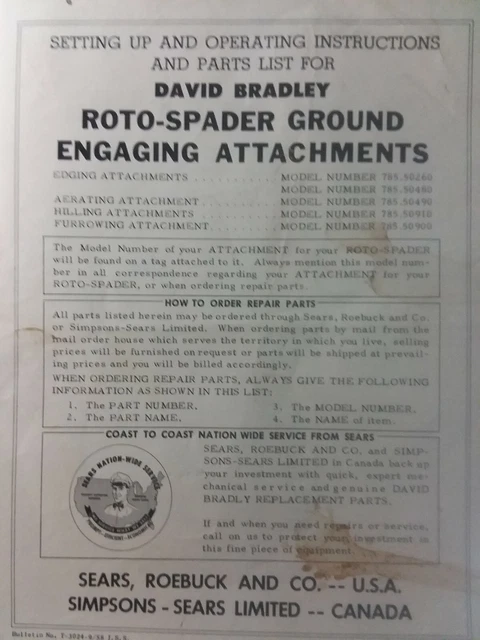 SETTING UP AND OPERATING INSTRUCTIONS
AND PARTS LIST FOR
DAVID BRADLEY
ROTO-SPADER GROUND
ENGAGING ATTACHMENTS
EDGING ATTACHMENTS . . . . . . . . . . MODEL NUMBER 785.50260
MODEL NUMBER 785.50480
AERATING ATTACHMENT . . . . . . . . . MODEL NUMBER 785.50490
HILLING ATTACHMENTS . . . . . . . . . MODEL NUMBER 785.50910
FURROWING ATTACHMENT . . . . . . . . MODEL NUMBER 785.50900
The Model Number of your ATTACHMENT for your ROTO-SPADER
will be found on a tag attached to it. Always mention this model num-
ber in all correspondence regarding your ATTACHMENT for your
ROTO-SPADER, or when ordering repair parts.
HOW TO ORDER REPAIR PARTS
All parts listed herein may be ordered through Sears, Roebuck and Co.
or Simpsons-Sears Limited. When ordering parts by mail from the
mail order house which serves the territory in which you live, selling
prices will be furnished on request or parts will be shipped at prevail-
ing prices and you will be billed accordingly.
WHEN ORDERING REPAIR PARTS, ALWAYS GIVE THE FOLLOWING
INFORMATION AS SHOWN IN THIS LIST:
1. The PART NUMBER. 3. The MODEL NUMBER.
2. The PART NAME. 4. The NAME of item.
COAST TO COAST NATION WIDE SERVICE FROM SEARS
SEARS NATION-WIDE SERVICE
SEARS, ROEBUCK AND CO. and SIMP-
SONS-SEARS LIMITED in Canada back up
your investment with quick, expert me-
chanical service and genuine DAVID
BRADLY REPLACEMENT PARTS.
If and when you need repairs or service,
call on us to protect your investment in
this fine piece of equipment.
SEARS, ROEBUCK AND CO. -- U.S.A.
SIMPSONS - SEARS LIMITED -- CANADA
Bulletin No.